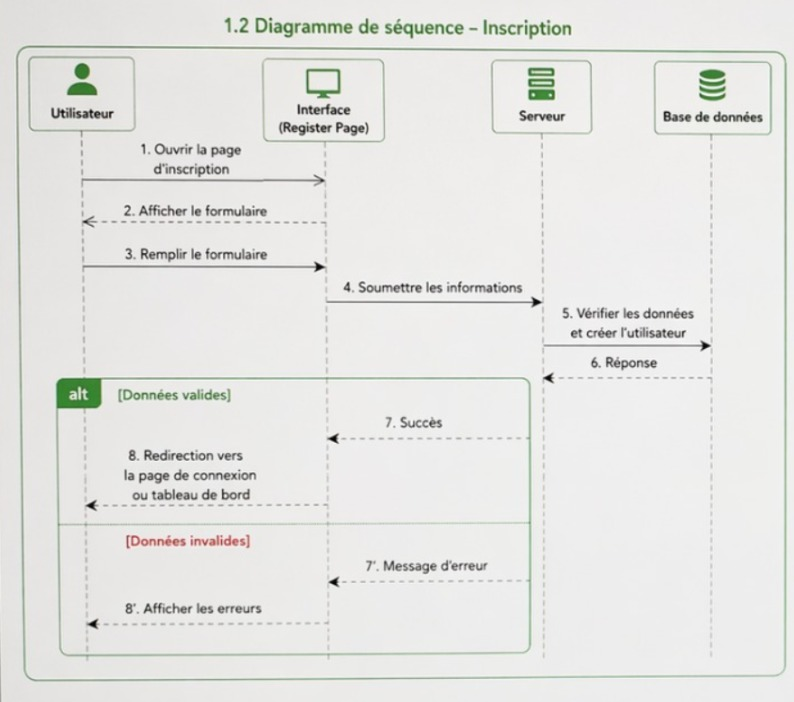 1.2 Diagramme de séquence – Inscription
Utilisateur
Interface
(Register Page)
Serveur
Base de données
1. Ouvrir la page
d'inscription
2. Afficher le formulaire
3. Remplir le formulaire
4. Soumettre les informations
5. Vérifier les données
et créer l'utilisateur
6. Réponse
alt
[Données valides]
7. Succès
8. Redirection vers
la page de connexion
ou tableau de bord
[Données invalides]
7'. Message d'erreur
8'. Afficher les erreurs